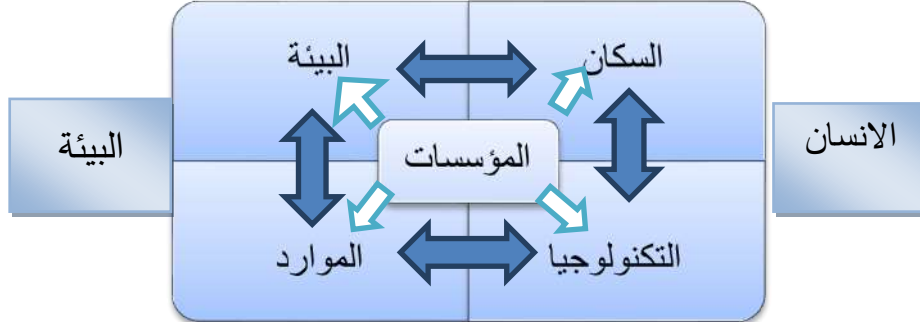 السكان
البيئة
الانسان
المؤسسات
البيئة
التكنولوجيا
الموارد